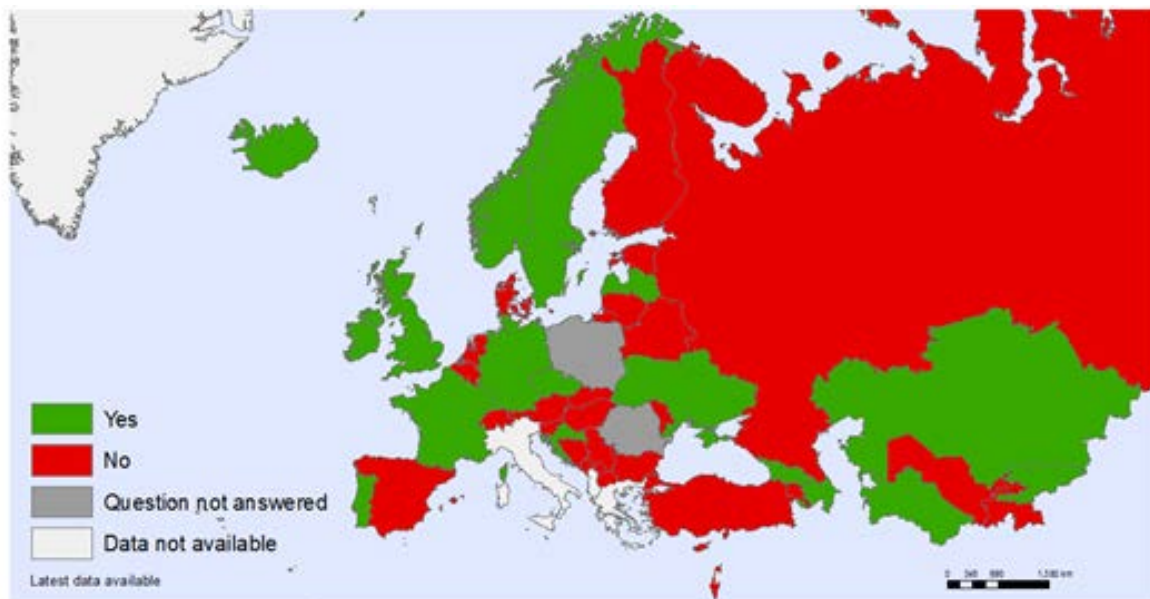 Yes
No
Question not answered
Data not available
Latest data available